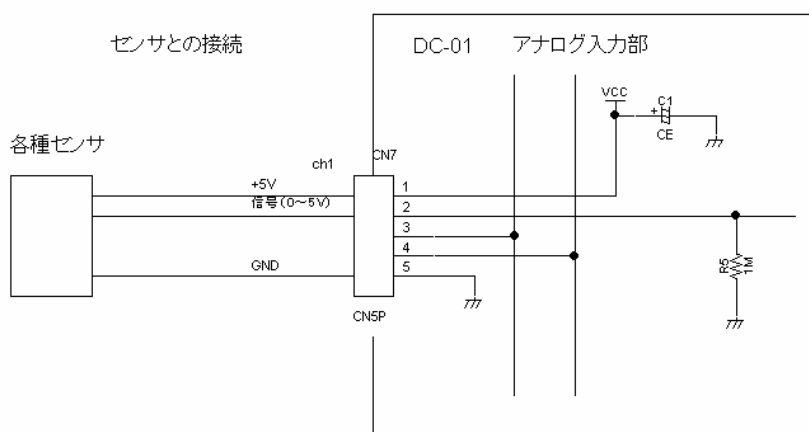 センサとの接続
DC-01 アナログ入力部
VCC
C1
+
CE
各種センサ
ch1
CN7
+5V
信号(0～5V)
GND
1
2
3
4
5
CN5P
R5
1M